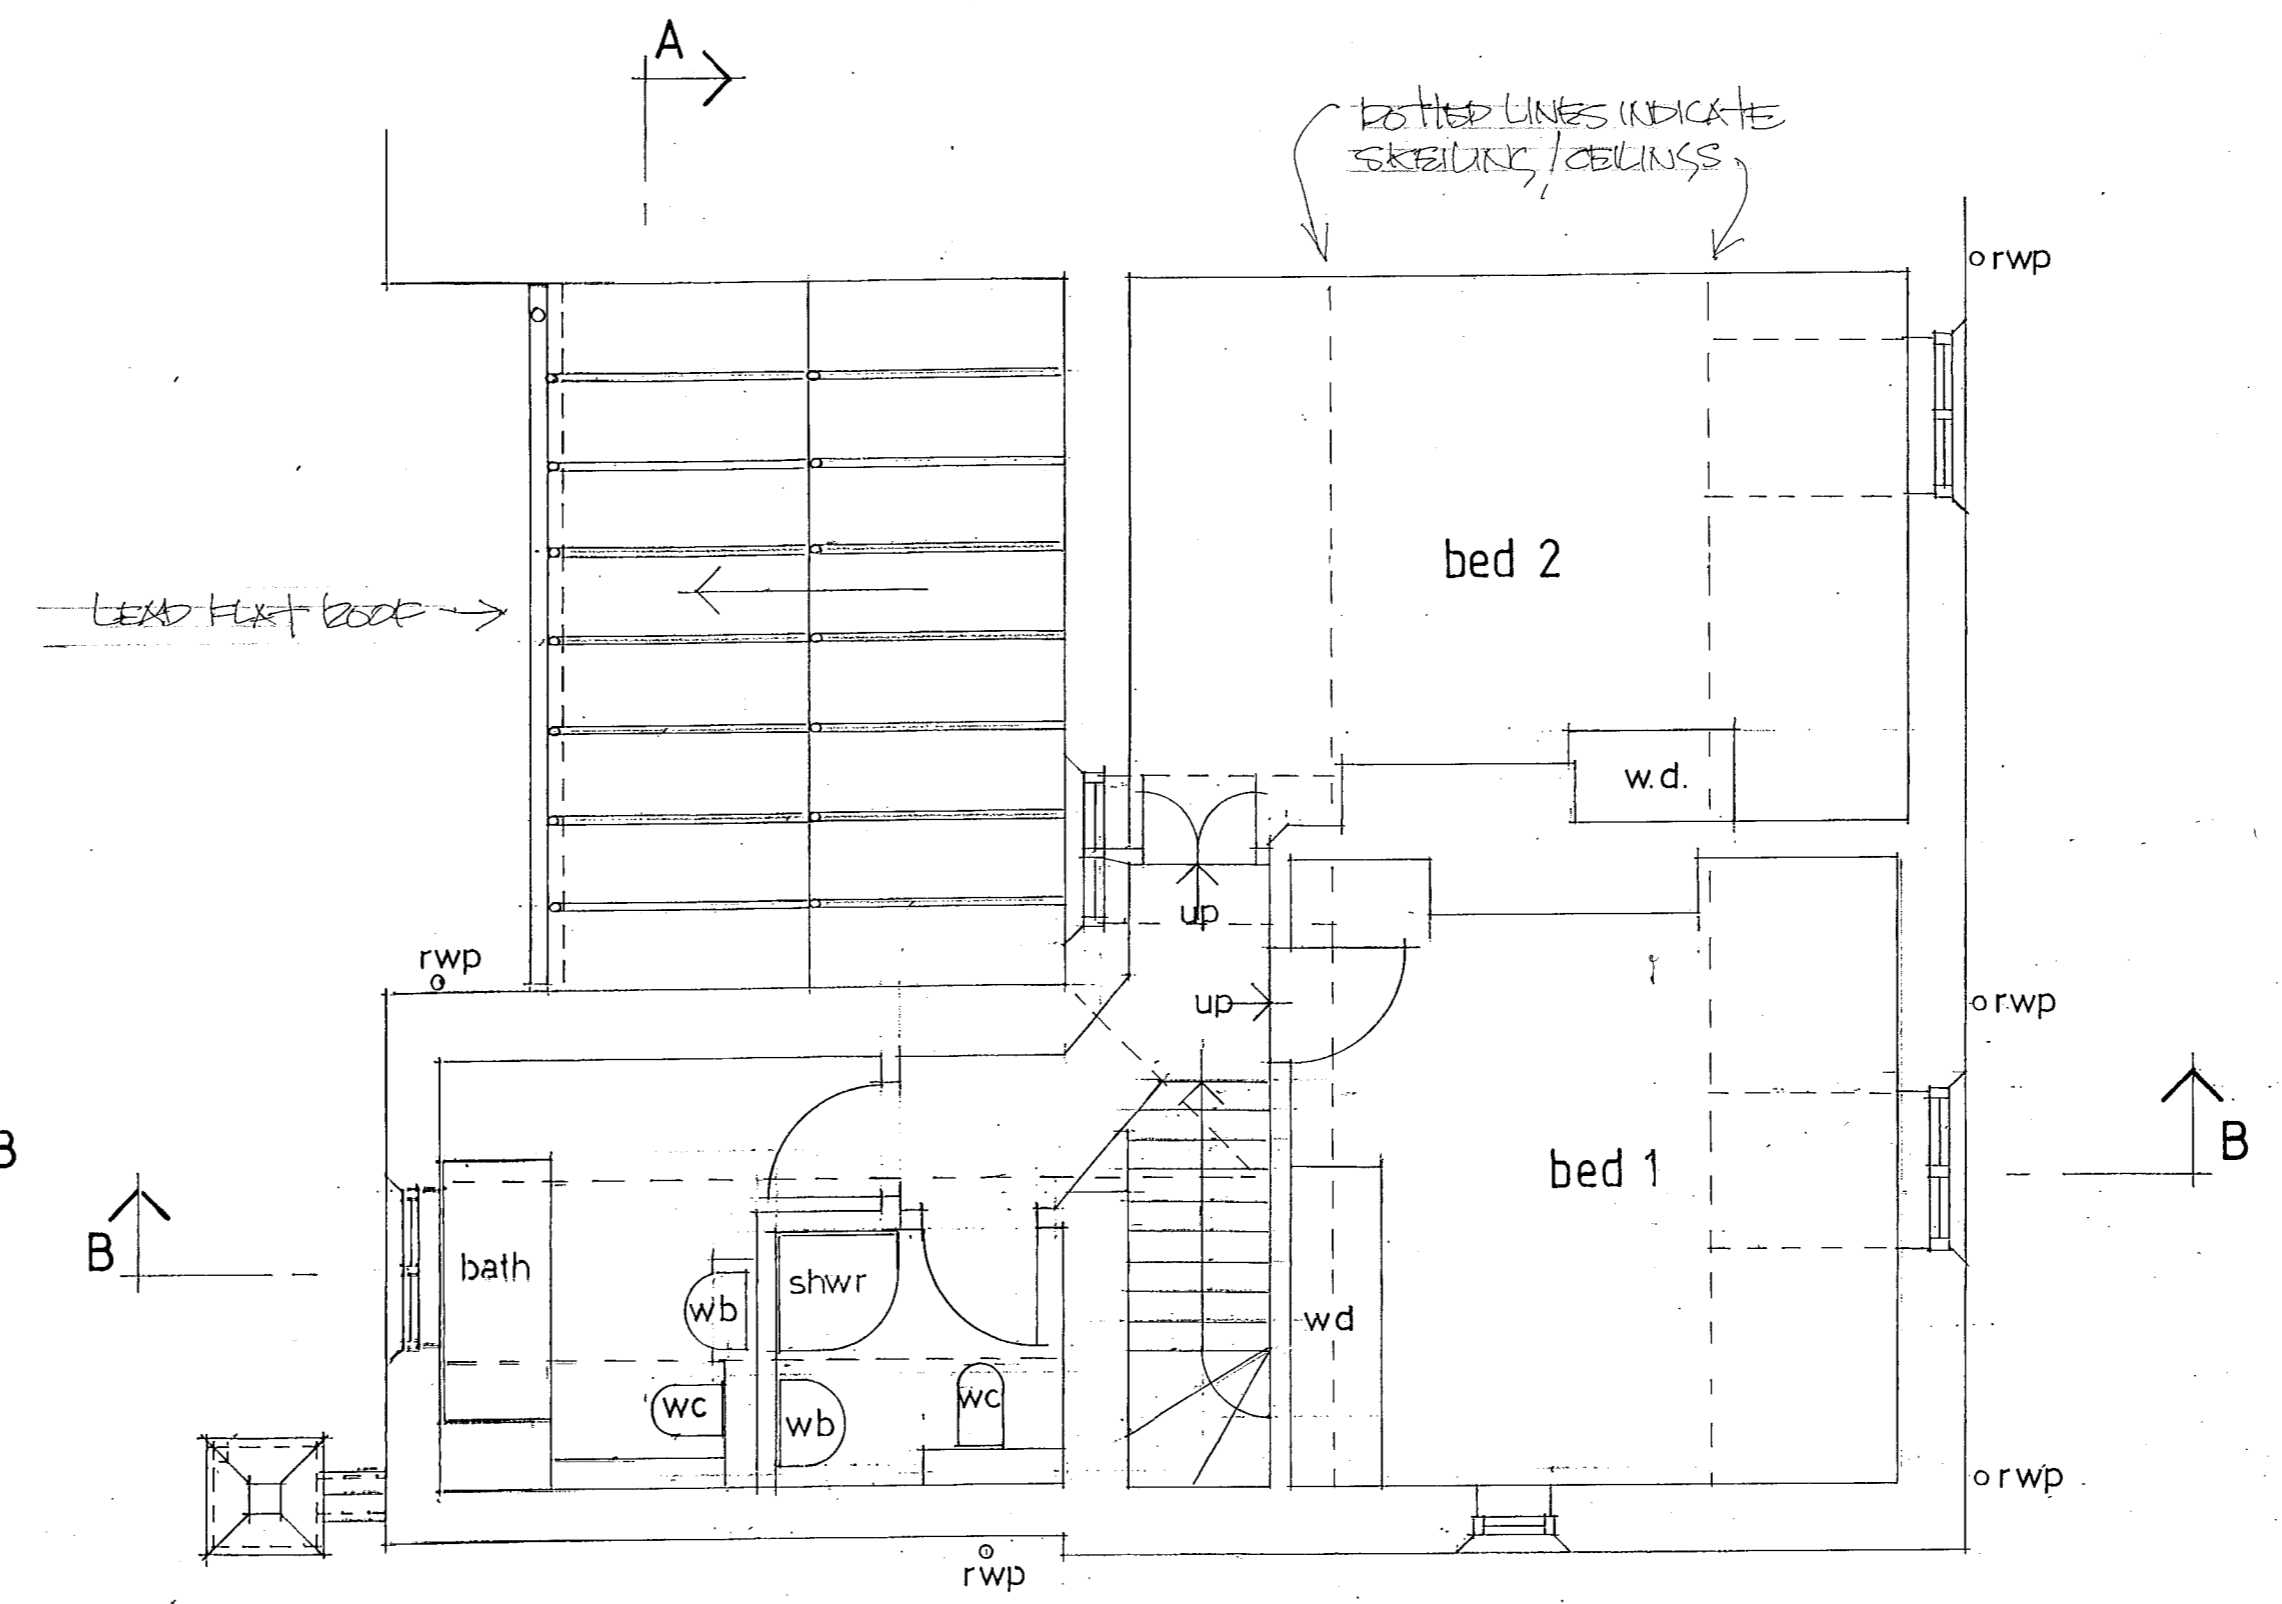 A
DOTTED LINES INDICATE
SKEILING/CEILINGS
rwp
bed 2
LEAD FLAT ROOF
w.d.
up
rwp
up
rwp
B
bed 1
B
B
bath
shwr
wb
wd
wc
wc
wb
rwp
rwp